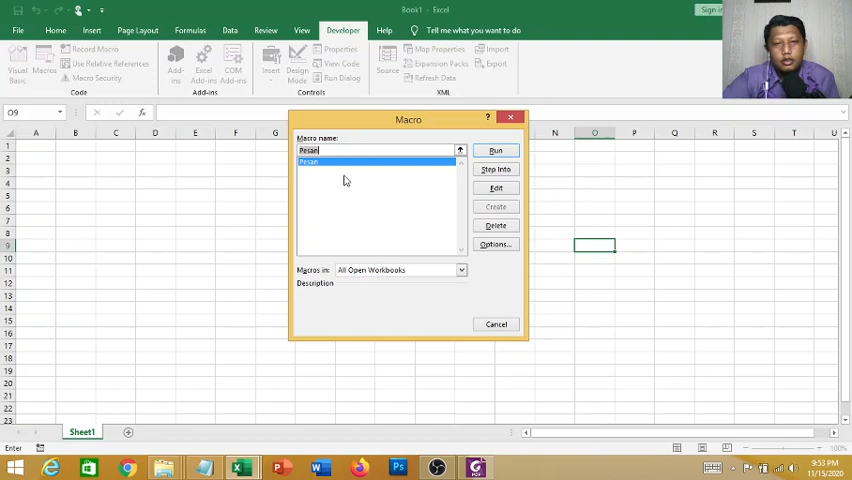 Book1 - Excel
Sign in
File Home Insert Page Layout Formulas Data Review View Developer Help Tell me what you want to do
Visual Basic
Macros
Record Macro
Use Relative References
Macro Security
Code
Add-ins
Excel Add-ins
COM Add-ins
Add-ins
Insert
Design Mode
Properties
View Code
Run Dialog
Controls
Source
Map Properties
Expansion Packs
Refresh Data
Import
Export
XML
O9
fx
A B C D E F G N O P Q R S T U
1
2
3
4
5
6
7
8
9
10
11
12
13
14
15
16
17
18
19
20
21
22
23
Macro
?
Macro name:
Pesan
Pesan
Run
Step Into
Edit
Create
Delete
Options...
Macros in: All Open Workbooks
Description
Cancel
Sheet1
Enter
100%
9:53 PM
11/15/2020